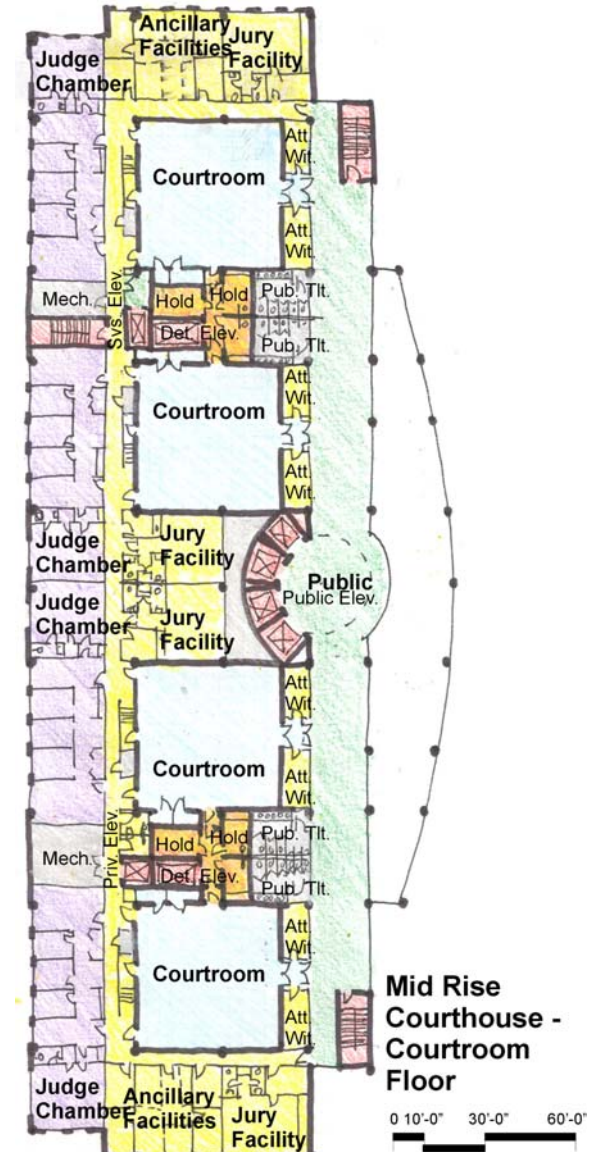 Ancillary
Facilities
Jury
Facility
Judge
Chamber
Att.
Wit.
Courtroom
Att.
Wit.
Mech.
Svs. Elev.
Hold
Hold
Pub. Tlt.
Det. Elev.
Pub. Tlt.
Att.
Wit.
Courtroom
Att.
Wit.
Judge
Chamber
Jury
Facility
Public
Public Elev.
Judge
Chamber
Jury
Facility
Att.
Wit.
Courtroom
Att.
Wit.
Mech.
Priv. Elev.
Hold
Hold
Pub. Tlt.
Det. Elev.
Pub. Tlt.
Att.
Wit.
Courtroom
Att.
Wit.
Judge
Chamber
Ancillary
Facilities
Jury
Facility
Mid Rise
Courthouse -
Courtroom
Floor
0 10'-0" 30'-0" 60'-0"